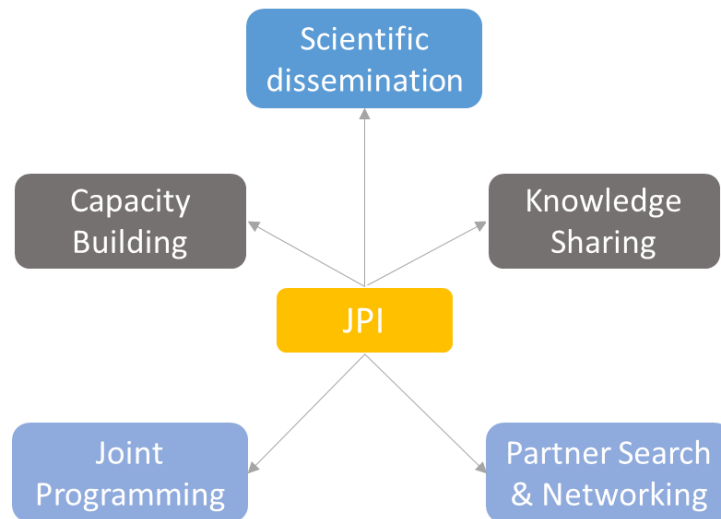 Scientific
dissemination
Capacity
Building
Knowledge
Sharing
JPI
Joint
Programming
Partner Search
& Networking